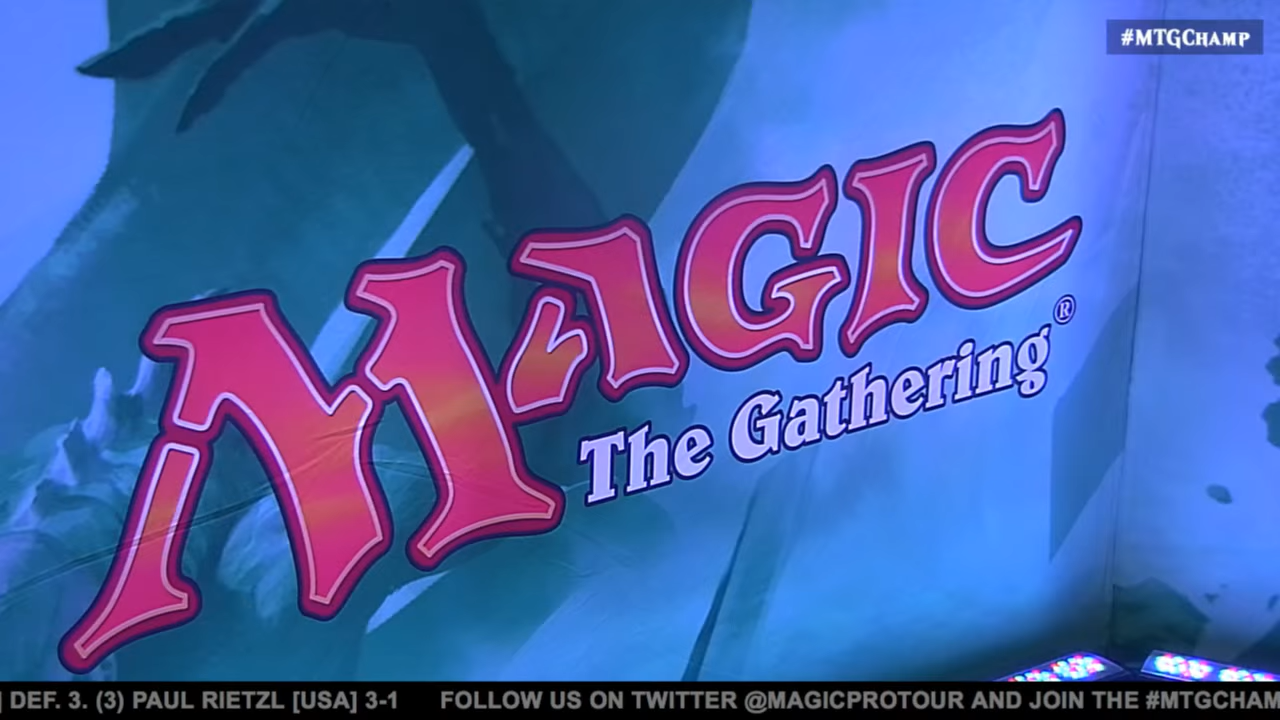 #MTGCHAMP
MAGIC
The Gathering®
] DEF. 3. (3) PAUL RIETZL [USA] 3-1 FOLLOW US ON TWITTER @MAGICPROTOUR AND JOIN THE #MTGCHAM